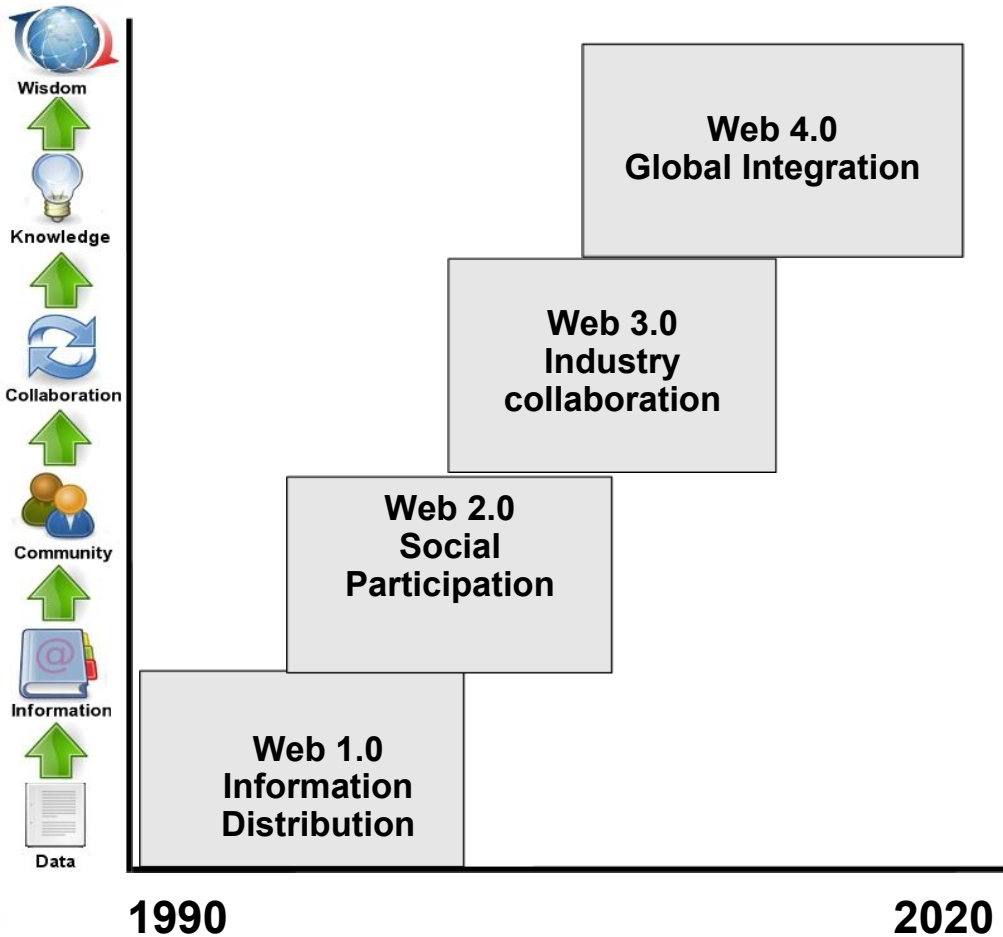 Wisdom
Knowledge
Collaboration
Community
Information
Data
Web 4.0
Global Integration
Web 3.0
Industry
collaboration
Web 2.0
Social
Participation
Web 1.0
Information
Distribution
1990
2020